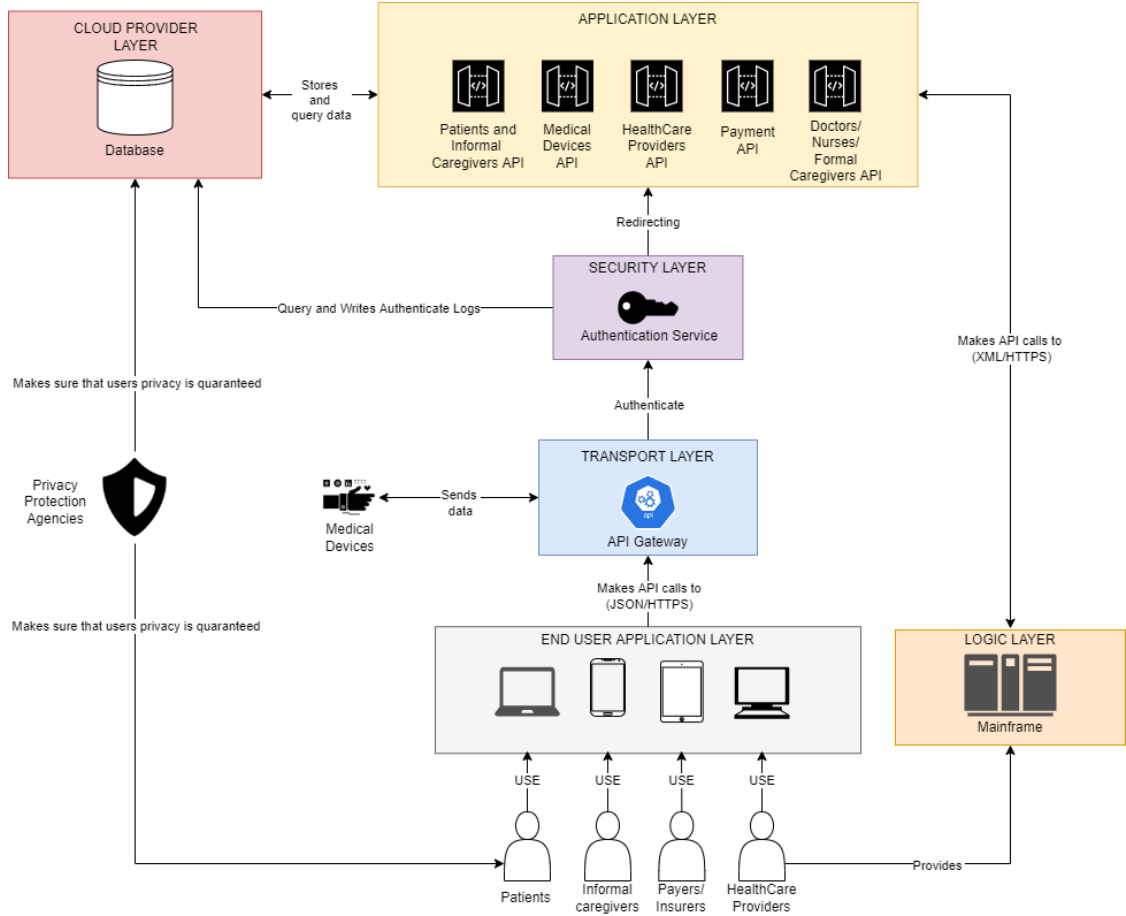 CLOUD PROVIDER
LAYER
Database
Stores
and
query data
APPLICATION LAYER
Patients and
Informal
Caregivers API
Medical
Devices
API
HealthCare
Providers
API
Payment
API
Doctors/
Nurses/
Formal
Caregivers API
Redirecting
SECURITY LAYER
Authentication Service
Query and Writes Authenticate Logs
Makes API calls to
(XML/HTTPS)
Makes sure that users privacy is quaranteed
Authenticate
TRANSPORT LAYER
api
API Gateway
Privacy
Protection
Agencies
Medical
Devices
Sends
data
Makes API calls to
(JSON/HTTPS)
Makes sure that users privacy is quaranteed
END USER APPLICATION LAYER
LOGIC LAYER
Mainframe
USE
USE
USE
USE
Provides
Patients
Informal
caregivers
Payers/
Insurers
HealthCare
Providers